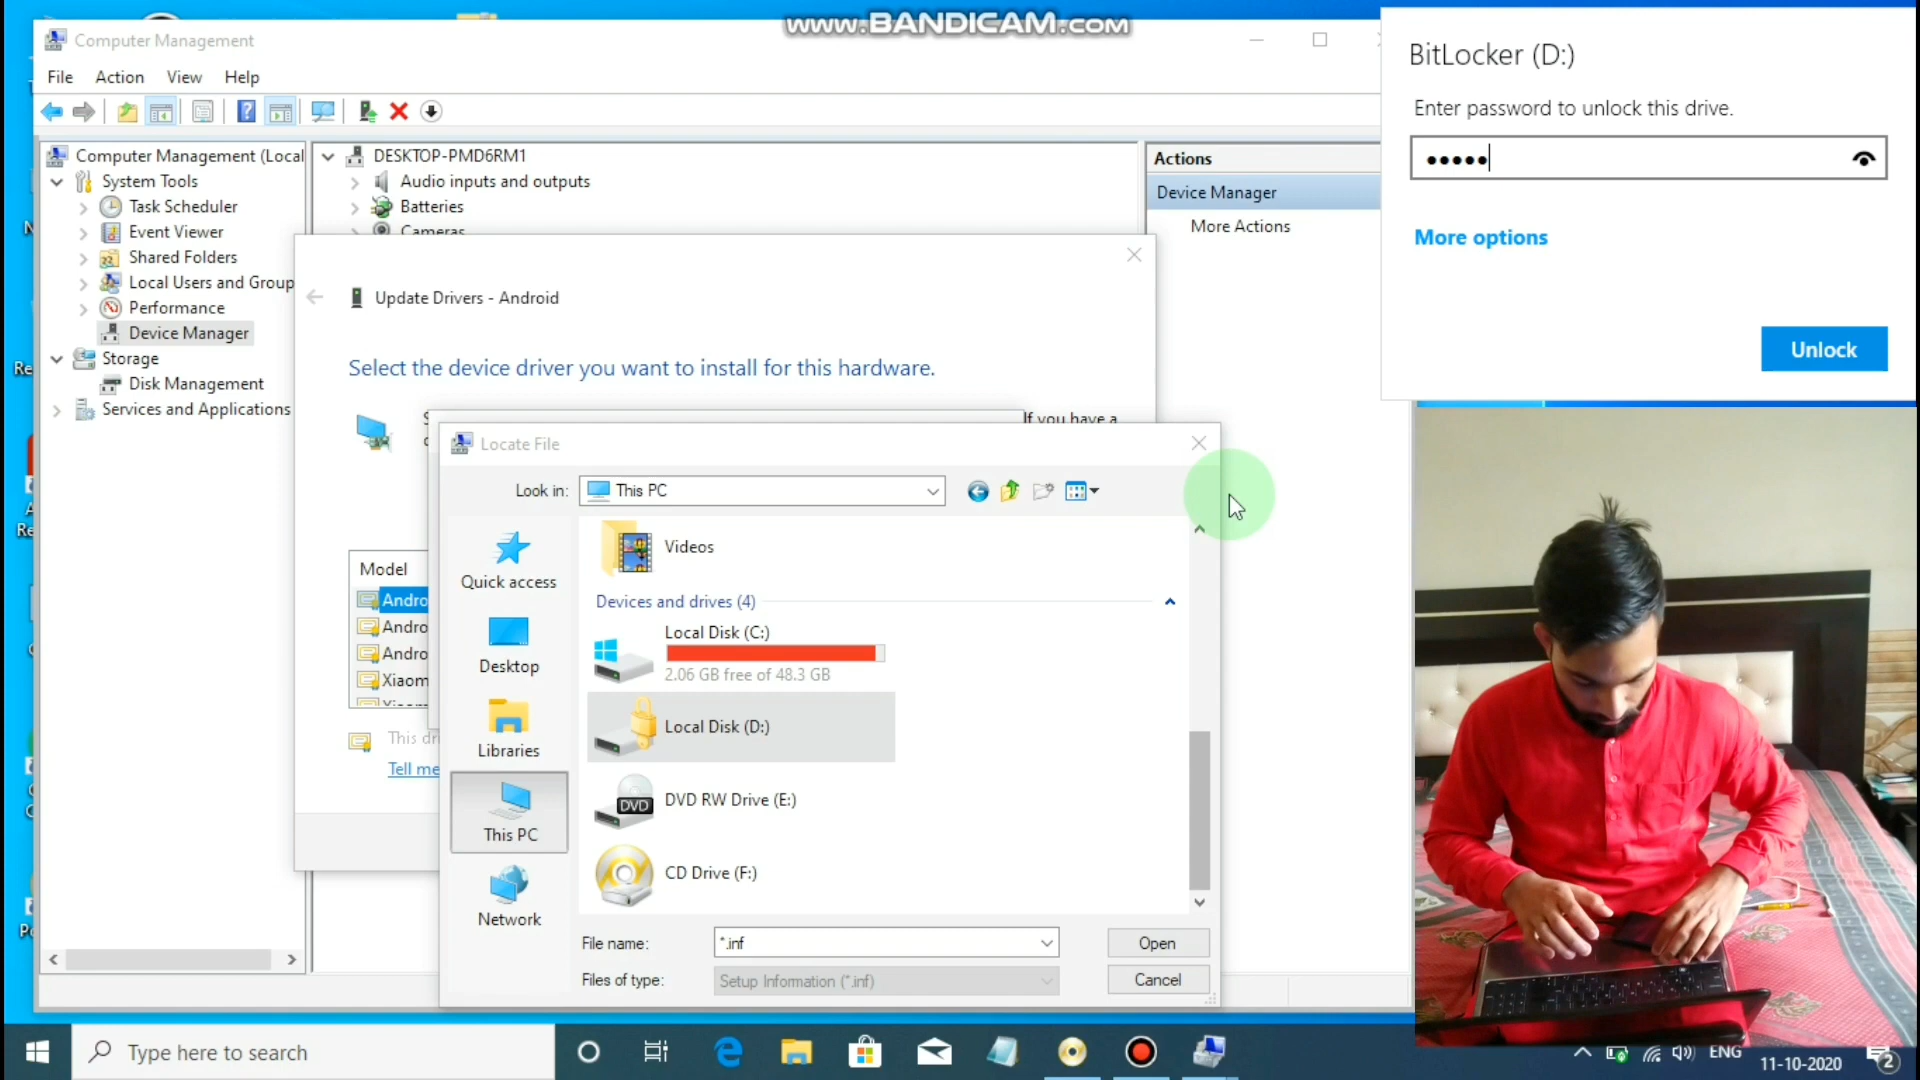 www.BANDICAM.com
Computer Management
File Action View Help
Computer Management (Local
System Tools
Task Scheduler
Event Viewer
Shared Folders
Local Users and Group
Performance
Device Manager
Storage
Disk Management
Services and Applications
DESKTOP-PMD6RM1
Audio inputs and outputs
Batteries
Cameras
Actions
Device Manager
More Actions
BitLocker (D:)
Enter password to unlock this drive.
More options
Unlock
Update Drivers - Android
Select the device driver you want to install for this hardware.
If you have a
Model
Andro
Andro
Andro
Xiaom
This dri
Tell me
Locate File
Look in: This PC
Quick access
Desktop
Libraries
This PC
Network
Videos
Devices and drives (4)
Local Disk (C:)
2.06 GB free of 48.3 GB
Local Disk (D:)
DVD
DVD RW Drive (E:)
CD Drive (F:)
File name: *.inf
Open
Files of type: Setup Information (*.inf)
Cancel
Type here to search
ENG
11-10-2020
2